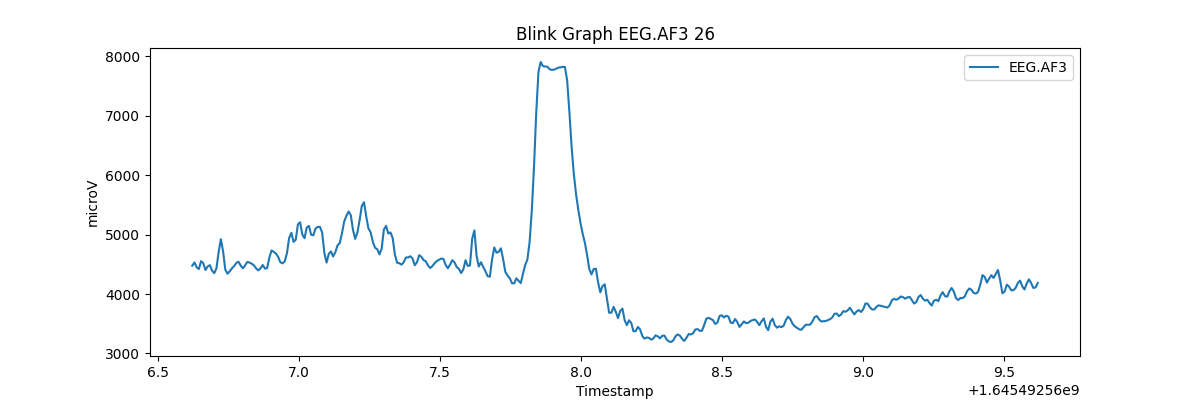 Blink Graph EEG.AF3 26
EEG.AF3
8000
7000
6000
5000
4000
3000
microV
6.5 7.0 7.5 8.0 8.5 9.0 9.5
Timestamp
+1.64549256e9